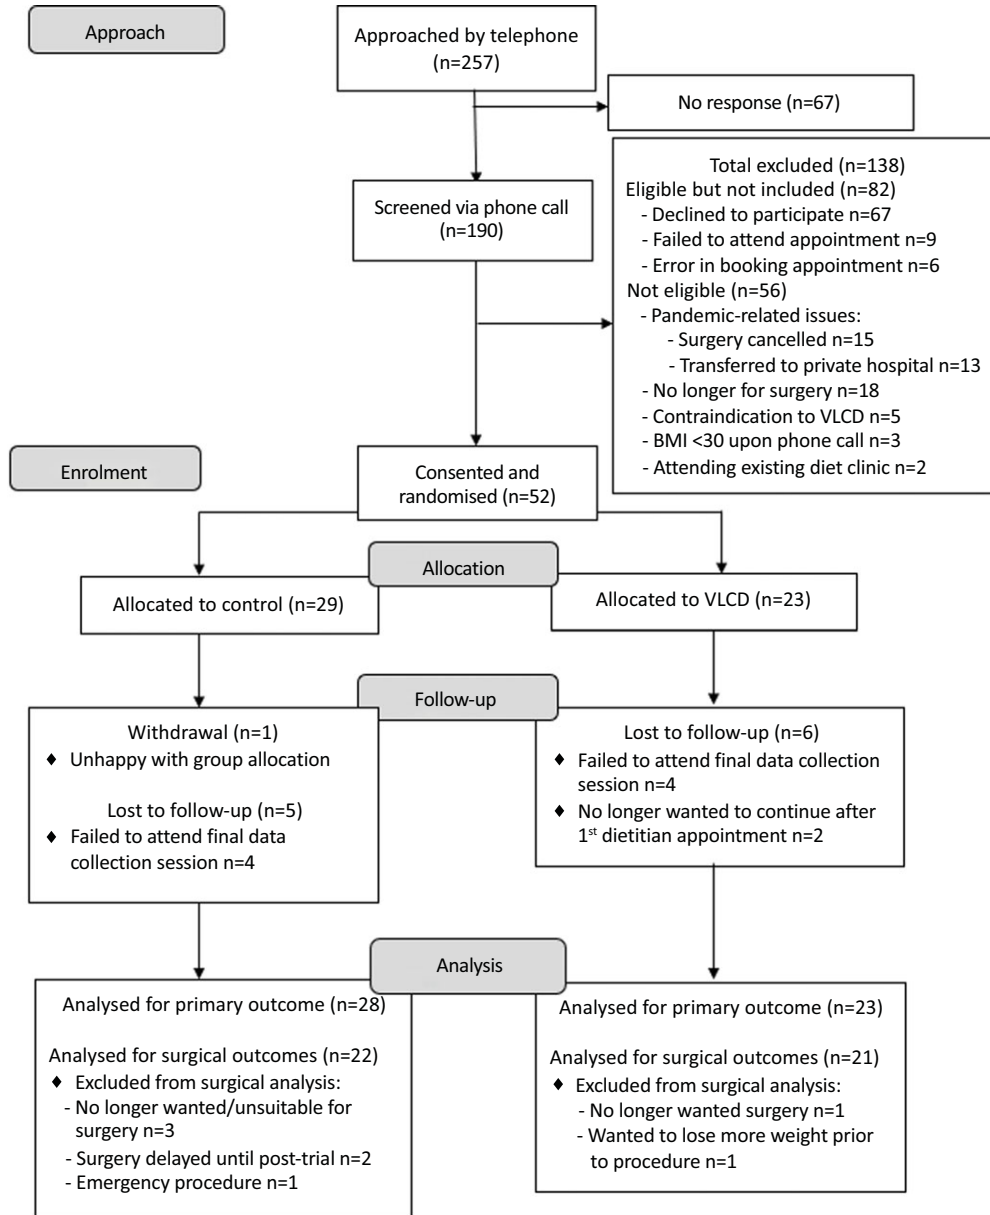 Approach
Approached by telephone
(n=257)
No response (n=67)
Total excluded (n=138)
Eligible but not included (n=82)
- Declined to participate n=67
- Failed to attend appointment n=9
- Error in booking appointment n=6
Not eligible (n=56)
- Pandemic-related issues:
- Surgery cancelled n=15
- Transferred to private hospital n=13
- No longer for surgery n=18
- Contraindication to VLCD n=5
- BMI <30 upon phone call n=3
- Attending existing diet clinic n=2
Screened via phone call
(n=190)
Enrolment
Consented and
randomised (n=52)
Allocation
Allocated to control (n=29)
Allocated to VLCD (n=23)
Follow-up
Withdrawal (n=1)
♦ Unhappy with group allocation
Lost to follow-up (n=5)
♦ Failed to attend final data
collection session n=4
Lost to follow-up (n=6)
♦ Failed to attend final data collection
session n=4
♦ No longer wanted to continue after
1st dietitian appointment n=2
Analysis
Analysed for primary outcome (n=28)
Analysed for surgical outcomes (n=22)
♦ Excluded from surgical analysis:
- No longer wanted/unsuitable for
surgery n=3
- Surgery delayed until post-trial n=2
- Emergency procedure n=1
Analysed for primary outcome (n=23)
Analysed for surgical outcomes (n=21)
♦ Excluded from surgical analysis:
- No longer wanted surgery n=1
- Wanted to lose more weight prior
to procedure n=1